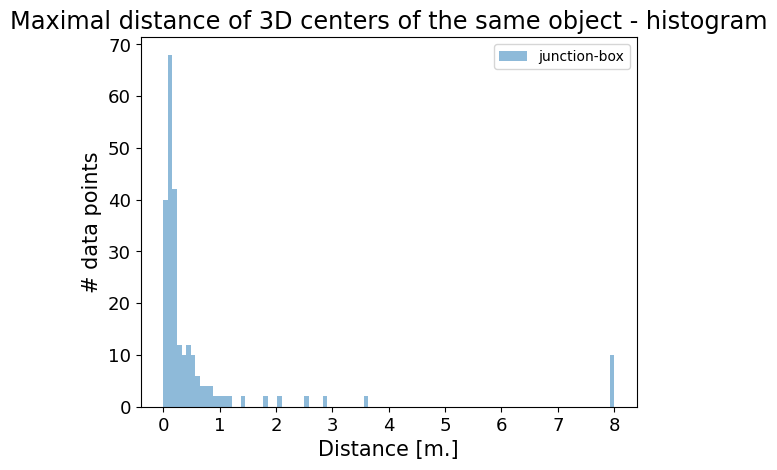 Maximal distance of 3D centers of the same object - histogram
junction-box
# data points
70
60
50
40
30
20
10
0
0 1 2 3 4 5 6 7 8
Distance [m.]